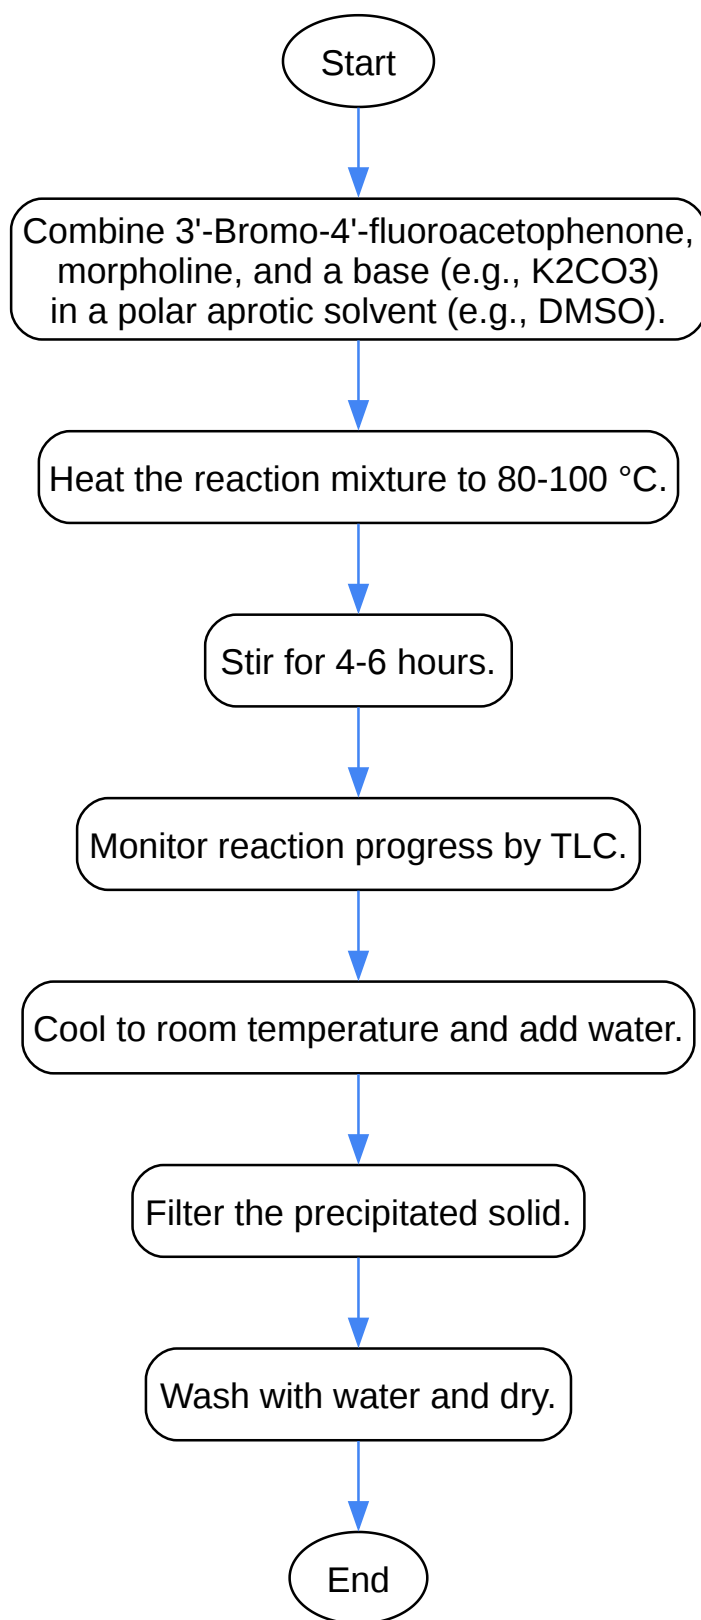 Start
Combine 3'-Bromo-4'-fluoroacetophenone,
morpholine, and a base (e.g., K2CO3)
in a polar aprotic solvent (e.g., DMSO).
Heat the reaction mixture to 80-100 °C.
Stir for 4-6 hours.
Monitor reaction progress by TLC.
Cool to room temperature and add water.
Filter the precipitated solid.
Wash with water and dry.
End